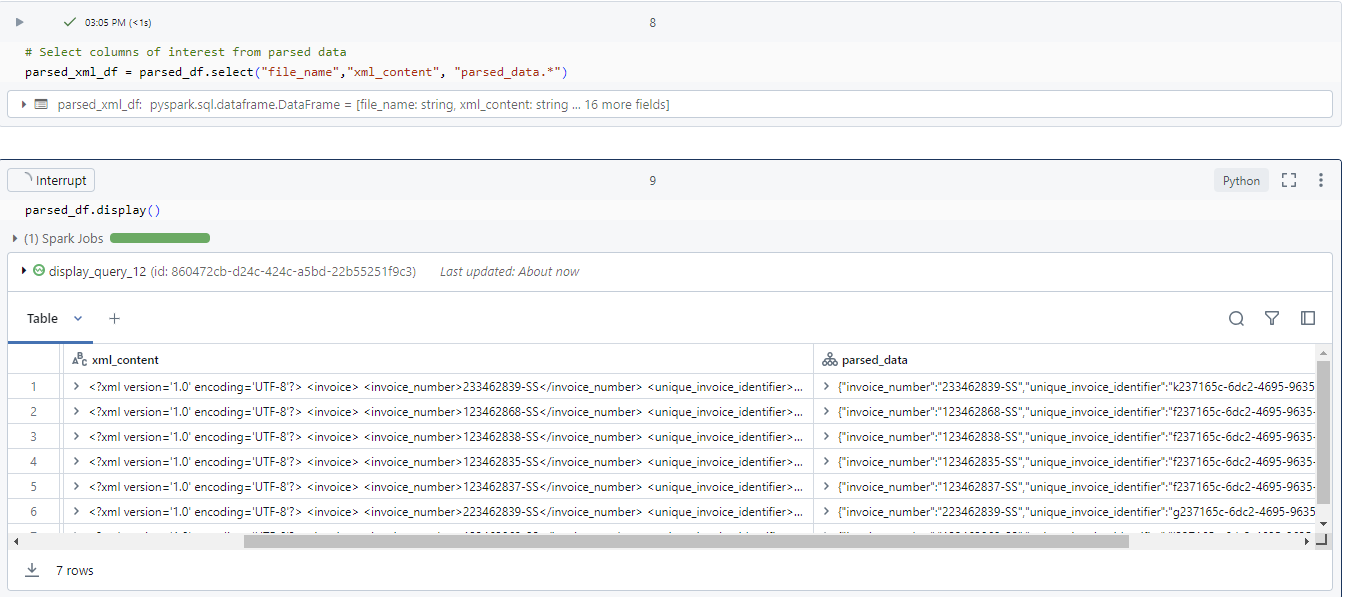 03:05 PM (<1s)
8
# Select columns of interest from parsed data
parsed_xml_df = parsed_df.select("file_name","xml_content", "parsed_data.*")
parsed_xml_df: pyspark.sql.dataframe.DataFrame = [file_name: string, xml_content: string ... 16 more fields]
Interrupt
9
Python
parsed_df.display()
(1) Spark Jobs
display_query_12 (id: 860472cb-d24c-424c-a5bd-22b55251f9c3) Last updated: About now
Table
xml_content parsed_data
1 <?xml version='1.0' encoding='UTF-8'?> <invoice> <invoice_number>233462839-SS</invoice_number> <unique_invoice_identifier>... {"invoice_number":"233462839-SS","unique_invoice_identifier":"k237165c-6dc2-4695-9635
2 <?xml version='1.0' encoding='UTF-8'?> <invoice> <invoice_number>123462868-SS</invoice_number> <unique_invoice_identifier>... {"invoice_number":"123462868-SS","unique_invoice_identifier":"f237165c-6dc2-4695-9635-
3 <?xml version='1.0' encoding='UTF-8'?> <invoice> <invoice_number>123462838-SS</invoice_number> <unique_invoice_identifier>... {"invoice_number":"123462838-SS","unique_invoice_identifier":"f237165c-6dc2-4695-9635-
4 <?xml version='1.0' encoding='UTF-8'?> <invoice> <invoice_number>123462835-SS</invoice_number> <unique_invoice_identifier>... {"invoice_number":"123462835-SS","unique_invoice_identifier":"f237165c-6dc2-4695-9635-
5 <?xml version='1.0' encoding='UTF-8'?> <invoice> <invoice_number>123462837-SS</invoice_number> <unique_invoice_identifier>... {"invoice_number":"123462837-SS","unique_invoice_identifier":"f237165c-6dc2-4695-9635-
6 <?xml version='1.0' encoding='UTF-8'?> <invoice> <invoice_number>223462839-SS</invoice_number> <unique_invoice_identifier>... {"invoice_number":"223462839-SS","unique_invoice_identifier":"g237165c-6dc2-4695-9635
7 rows